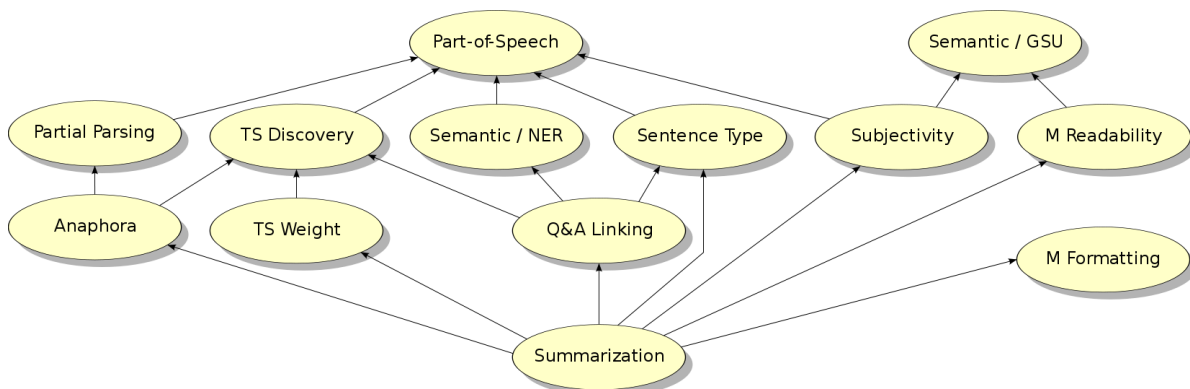 Part-of-Speech
Semantic / GSU
Partial Parsing
TS Discovery
Semantic / NER
Sentence Type
Subjectivity
M Readability
Anaphora
TS Weight
Q&A Linking
M Formatting
Summarization